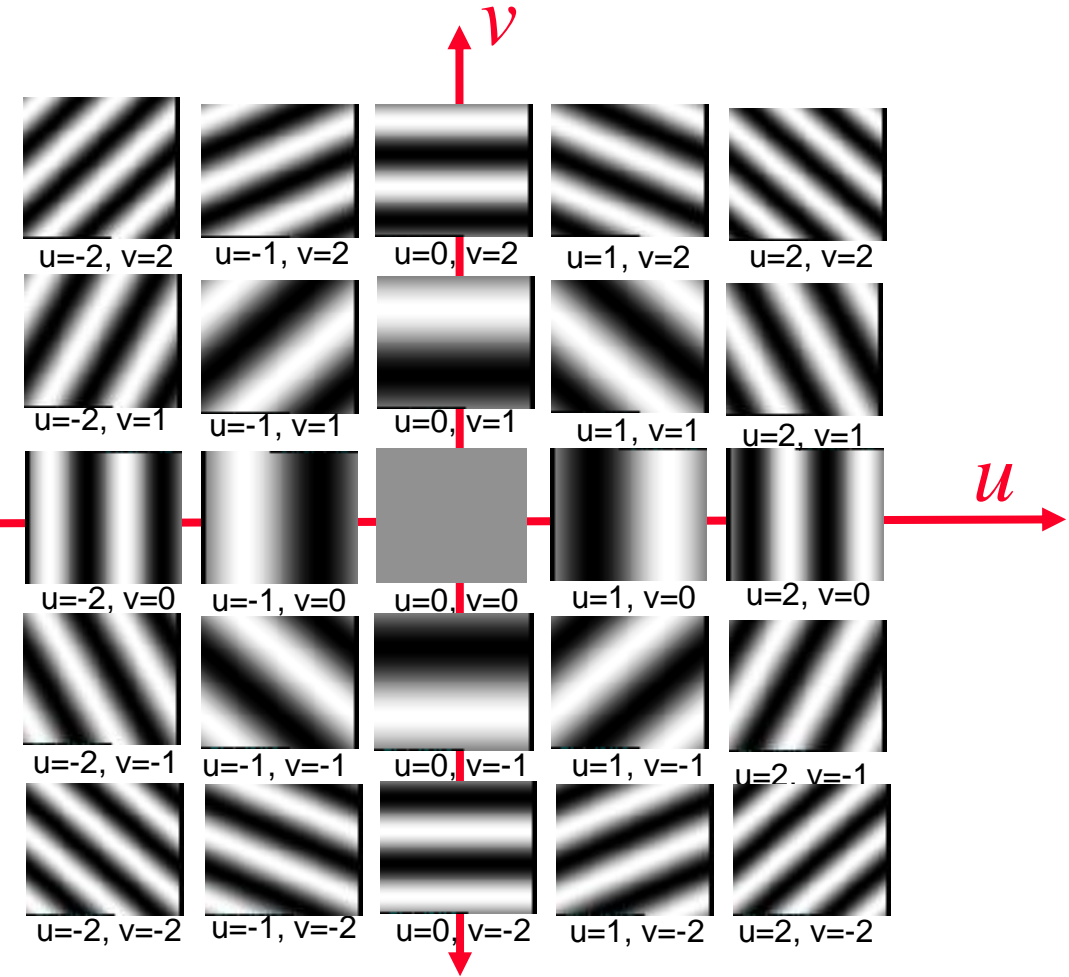 v
u=-2, v=2
u=-1, v=2
u=0, v=2
u=1, v=2
u=2, v=2
u=-2, v=1
u=-1, v=1
u=0, v=1
u=1, v=1
u=2, v=1
u
u=-2, v=0
u=-1, v=0
u=0, v=0
u=1, v=0
u=2, v=0
u=-2, v=-1
u=-1, v=-1
u=0, v=-1
u=1, v=-1
u=2, v=-1
u=-2, v=-2
u=-1, v=-2
u=0, v=-2
u=1, v=-2
u=2, v=-2